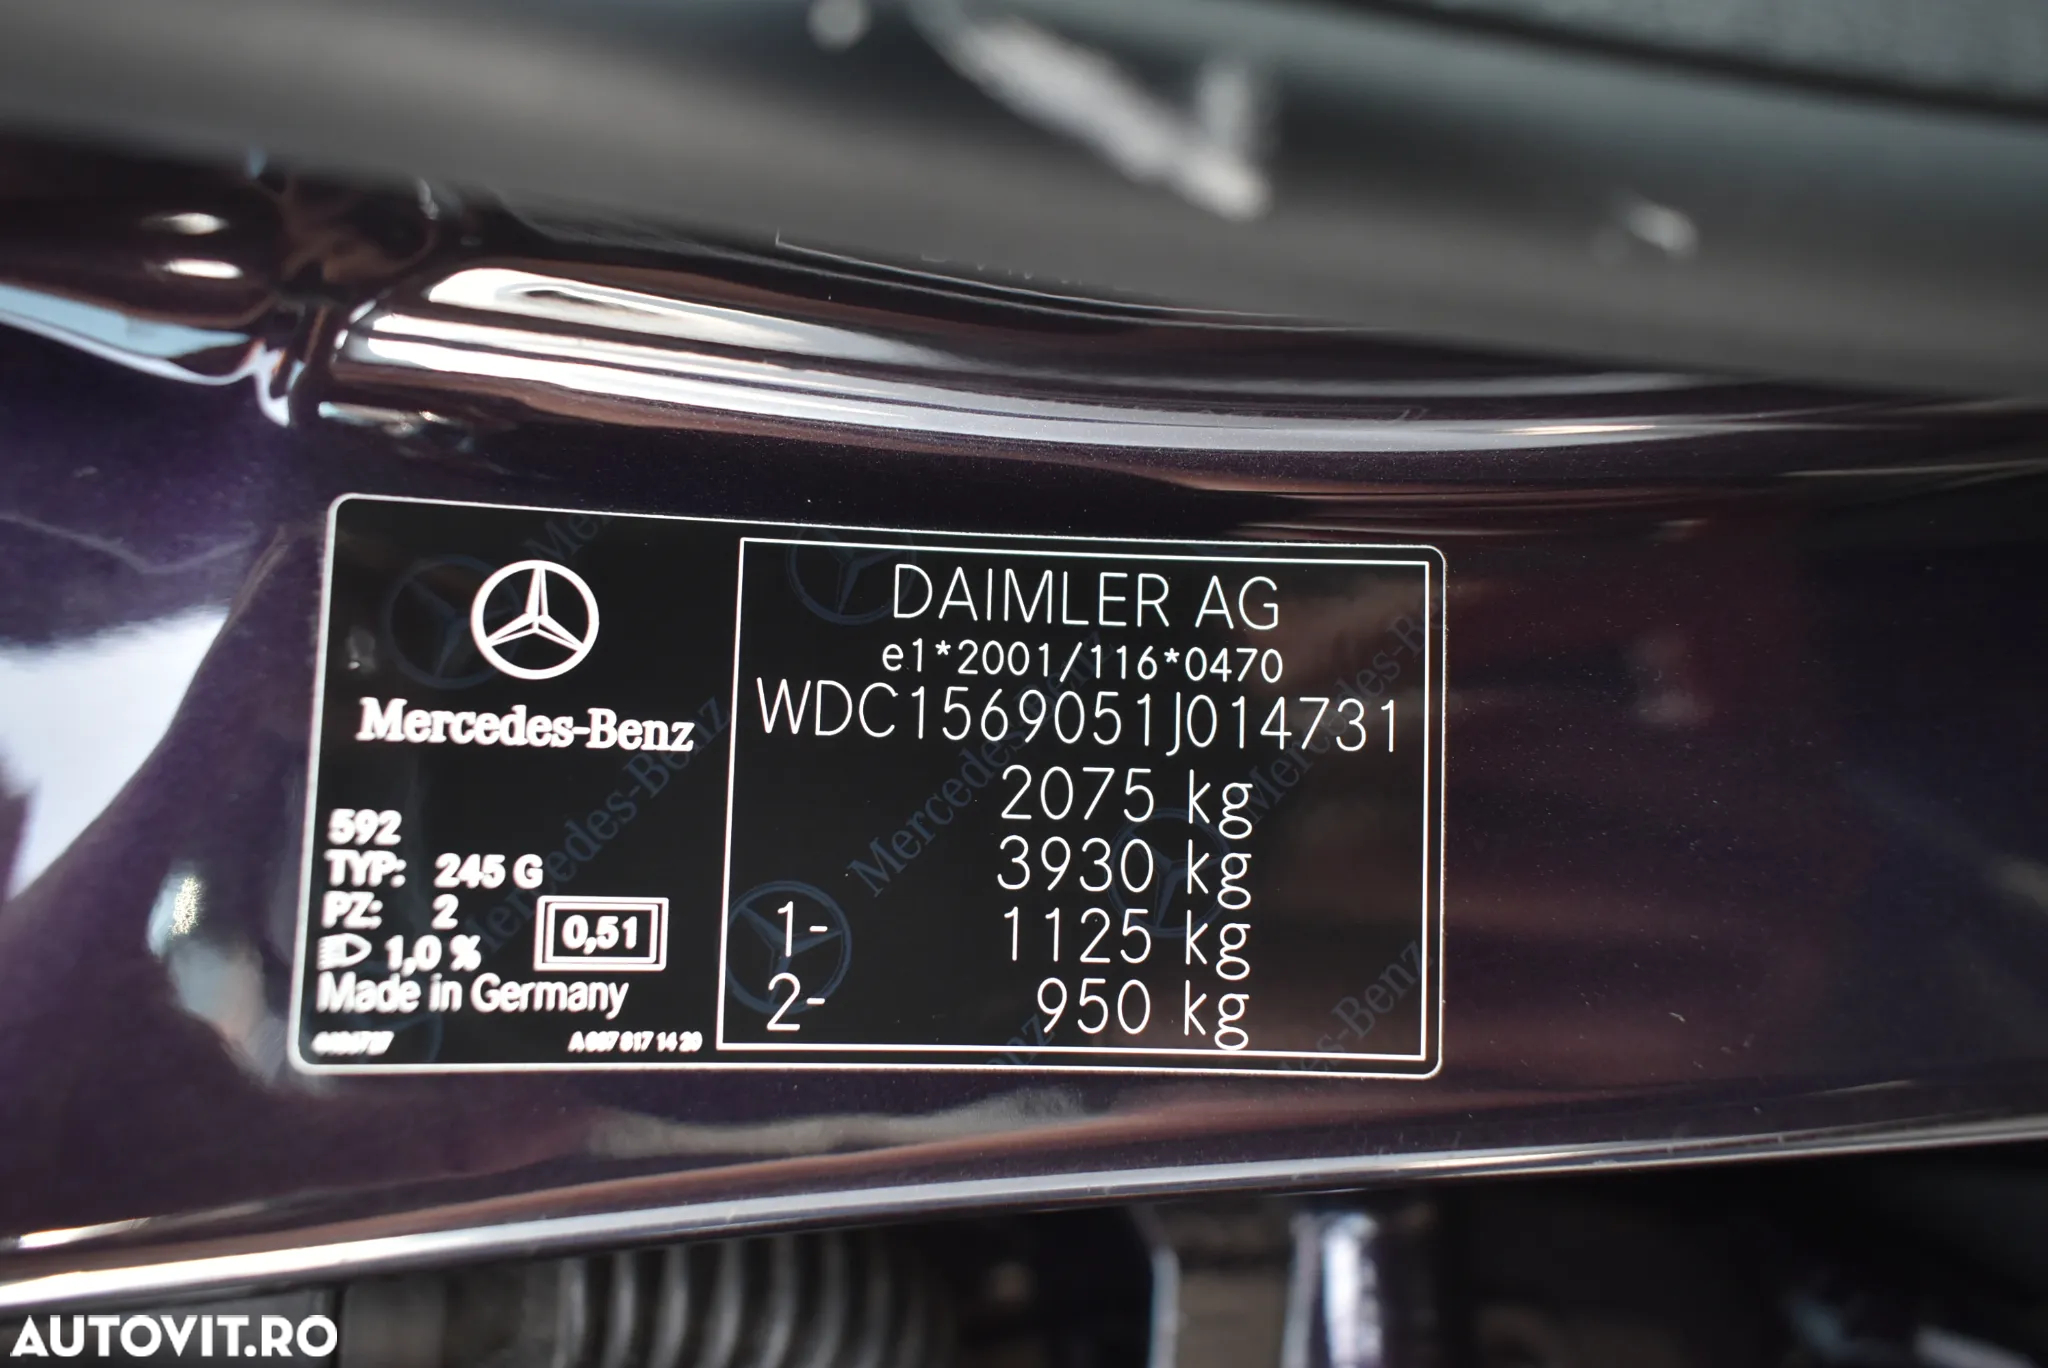 Mercedes-Benz
592
TYP: 245 G
PZ: 2
1,0 %
0,51
Made in Germany
DAIMLER AG
e1*2001/116*0470
WDC1569051J014731
2075 kg
3930 kg
1- 1125 kg
2- 950 kg
AUTOVIT.RO